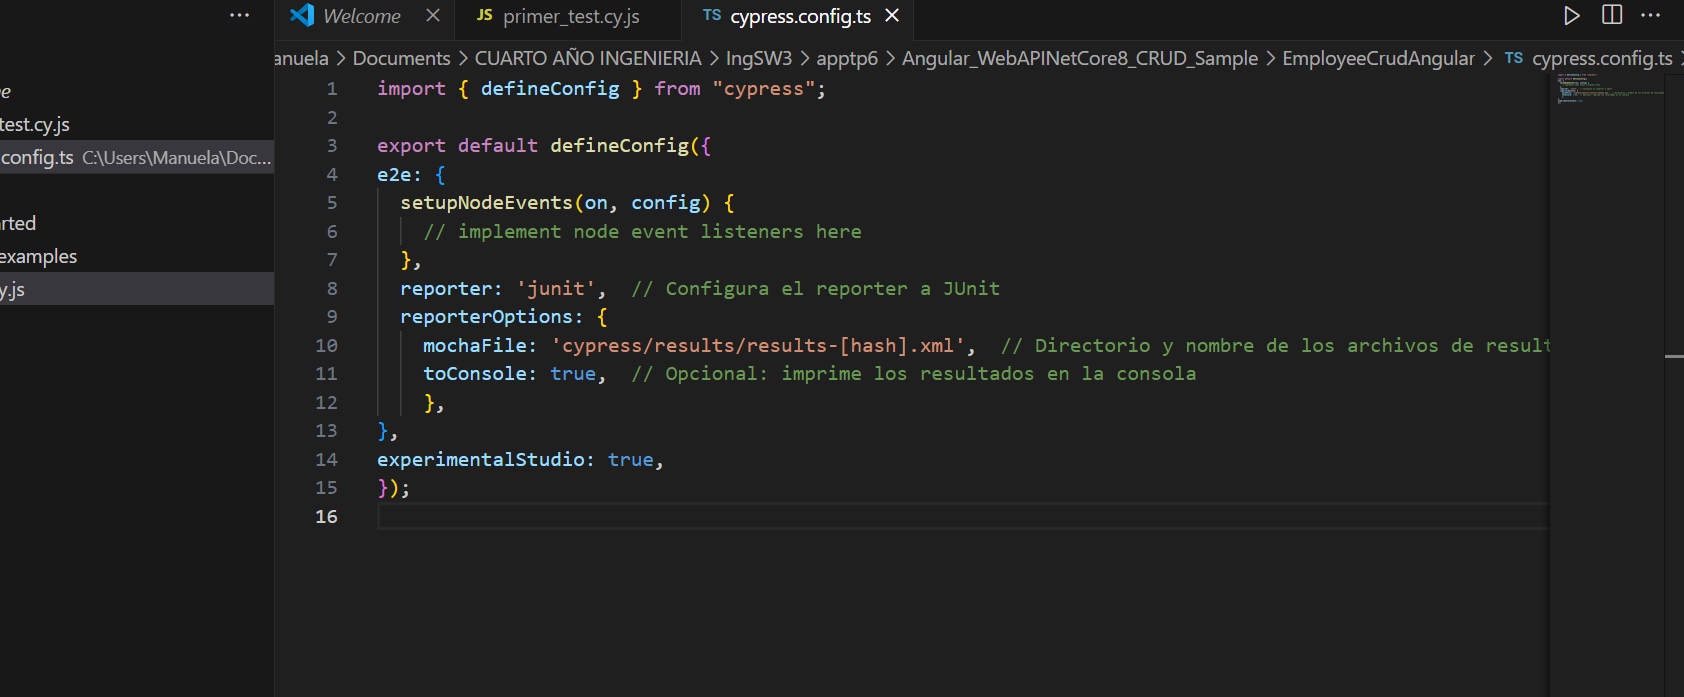 ··· Welcome × JS primer_test.cy.js TS cypress.config.ts × ···
anuela > Documents > CUARTO AÑO INGENIERIA > IngSW3 > apptp6 > Angular_WebAPINetCore8_CRUD_Sample > EmployeeCrudAngular > TS cypress.config.ts >
e
test.cy.js
config.ts C:\Users\Manuela\Doc...
rted
examples
y.js
1 import { defineConfig } from "cypress";
2
3 export default defineConfig({
4 e2e: {
5 setupNodeEvents(on, config) {
6 // implement node event listeners here
7 },
8 reporter: 'junit', // Configura el reporter a JUnit
9 reporterOptions: {
10 mochaFile: 'cypress/results/results-[hash].xml', // Directorio y nombre de los archivos de result
11 toConsole: true, // Opcional: imprime los resultados en la consola
12 },
13 },
14 experimentalStudio: true,
15 });
16